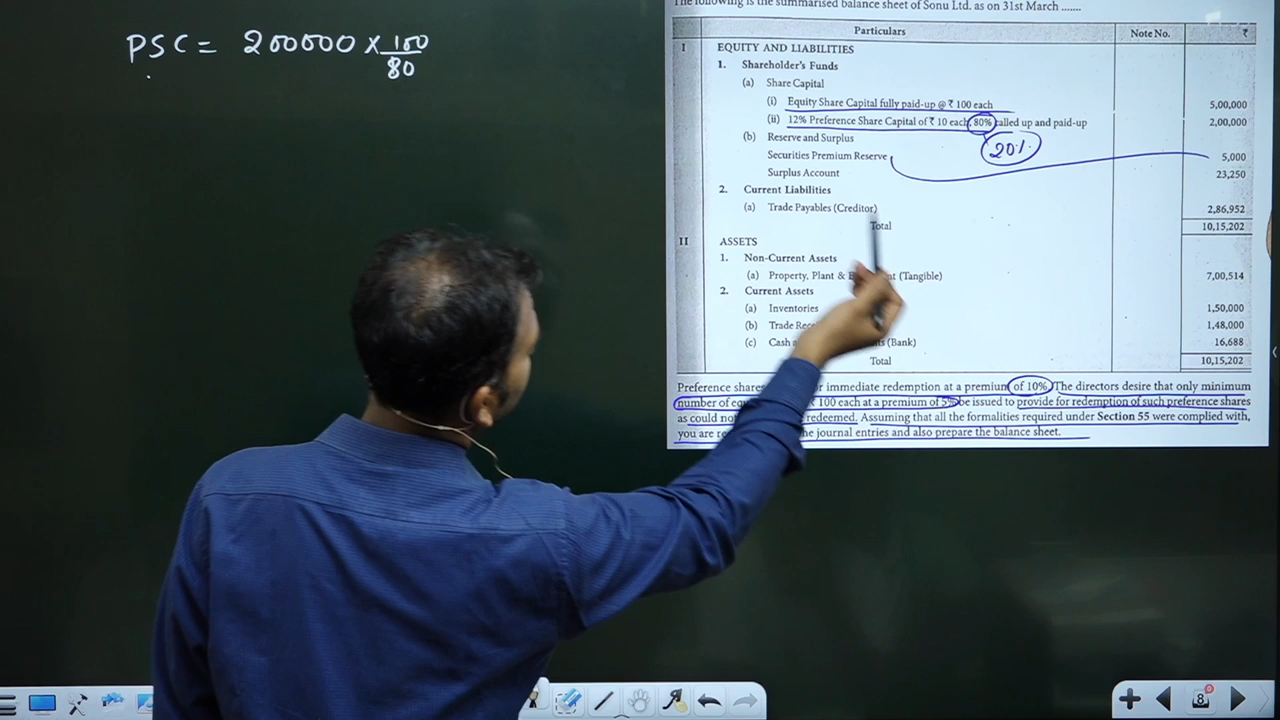 PSC = 200000 × 100/80
The following is the summarised balance sheet of Sonu Ltd. as on 31st March .......
Particulars Note No. ₹
I EQUITY AND LIABILITIES
1. Shareholder's Funds
(a) Share Capital
(i) Equity Share Capital fully paid-up @ ₹ 100 each 5,00,000
(ii) 12% Preference Share Capital of ₹ 10 each, 80% called up and paid-up 2,00,000
(b) Reserve and Surplus
20%
Securities Premium Reserve 5,000
Surplus Account 23,250
2. Current Liabilities
(a) Trade Payables (Creditor) 2,86,952
Total 10,15,202
II ASSETS
1. Non-Current Assets
(a) Property, Plant & (Tangible) 7,00,514
2. Current Assets
(a) Inventories 1,50,000
(b) Trade 1,48,000
(c) (Bank) 16,688
Total 10,15,202
Preference shares immediate redemption at a premium of 10%. The directors desire that only minimum
number of ₹ 100 each at a premium of 5% be issued to provide for redemption of such preference shares
as could redeemed. Assuming that all the formalities required under Section 55 were complied with,
you are the journal entries and also prepare the balance sheet.
8